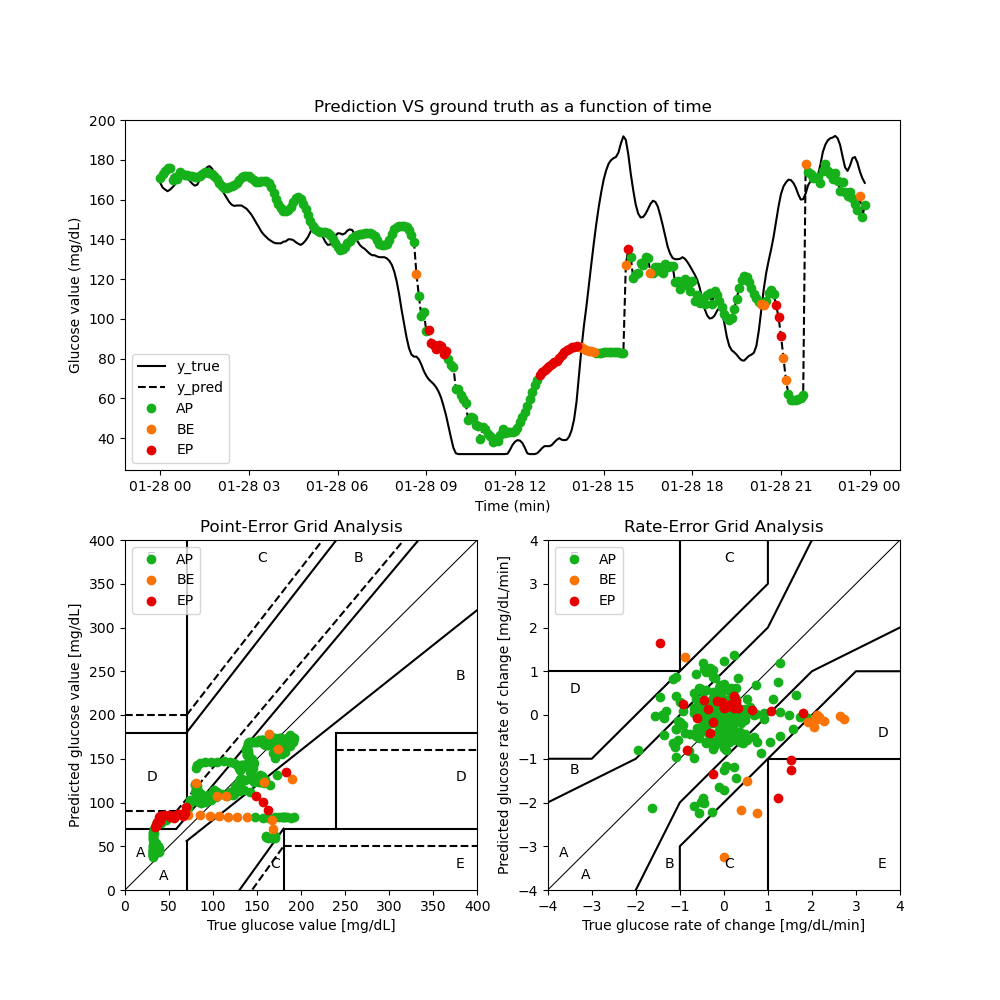 Prediction VS ground truth as a function of time
Glucose value (mg/dL)
200
180
160
140
120
100
80
60
40
y_true
y_pred
AP
BE
EP
01-28 00 01-28 03 01-28 06 01-28 09 01-28 12 01-28 15 01-28 18 01-28 21 01-29 00
Time (min)
Point-Error Grid Analysis
Predicted glucose value [mg/dL]
400
350
300
250
200
150
100
50
0
AP
BE
EP
C B
B
D D
A
A
C E
0 50 100 150 200 250 300 350 400
True glucose value [mg/dL]
Rate-Error Grid Analysis
Predicted glucose rate of change [mg/dL/min]
4
3
2
1
0
−1
−2
−3
−4
AP
BE
EP
C
D
D
B
A
A
B C E
−4 −3 −2 −1 0 1 2 3 4
True glucose rate of change [mg/dL/min]